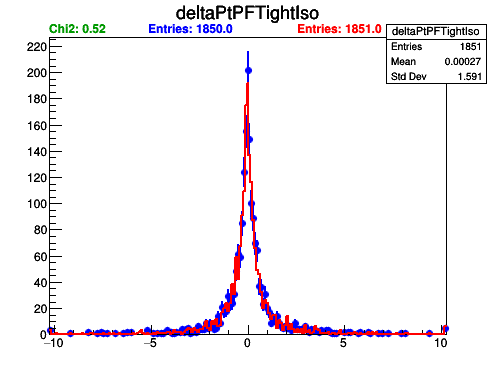 deltaPtPFTightIso
Chi2: 0.52 Entries: 1850.0 Entries: 1851.0
deltaPtPFTightIso
Entries 1851
Mean 0.00027
Std Dev 1.591
220
200
180
160
140
120
100
80
60
40
20
0
−10 −5 0 5 10